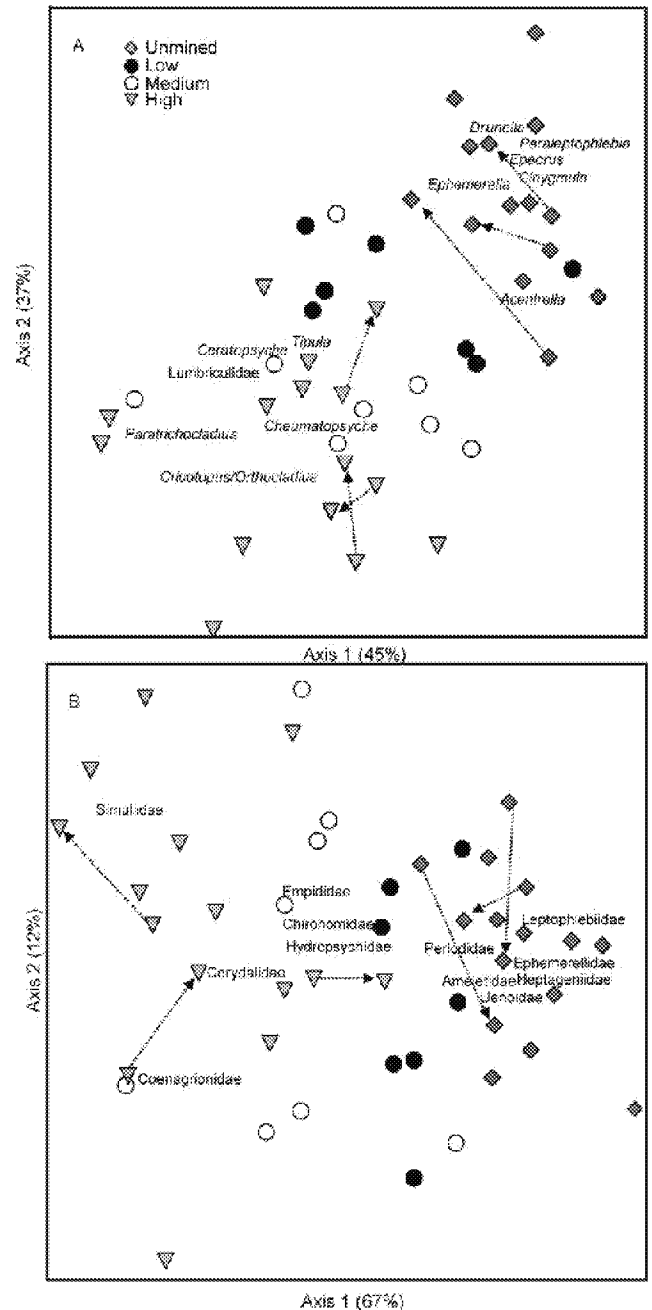 A
Unmined
Low
Medium
High
Drunella
Paraleptophlebia
Epeorus
Cinygmula
Ephemerella
Acentrella
Ceratopsyche
Tipula
Lumbriculidae
Paratrichocladius
Cheumatopsyche
Cricotopus/Orthocladius
Axis 2 (37%)
Axis 1 (45%)
B
Simuliidae
Empididae
Chironomidae
Hydropsychidae
Corydalidae
Coenagrionidae
Leptophlebiidae
Perlodidae
Ephemerellidae
Ameletidae
Heptageniidae
Uenoidae
Axis 2 (12%)
Axis 1 (67%)